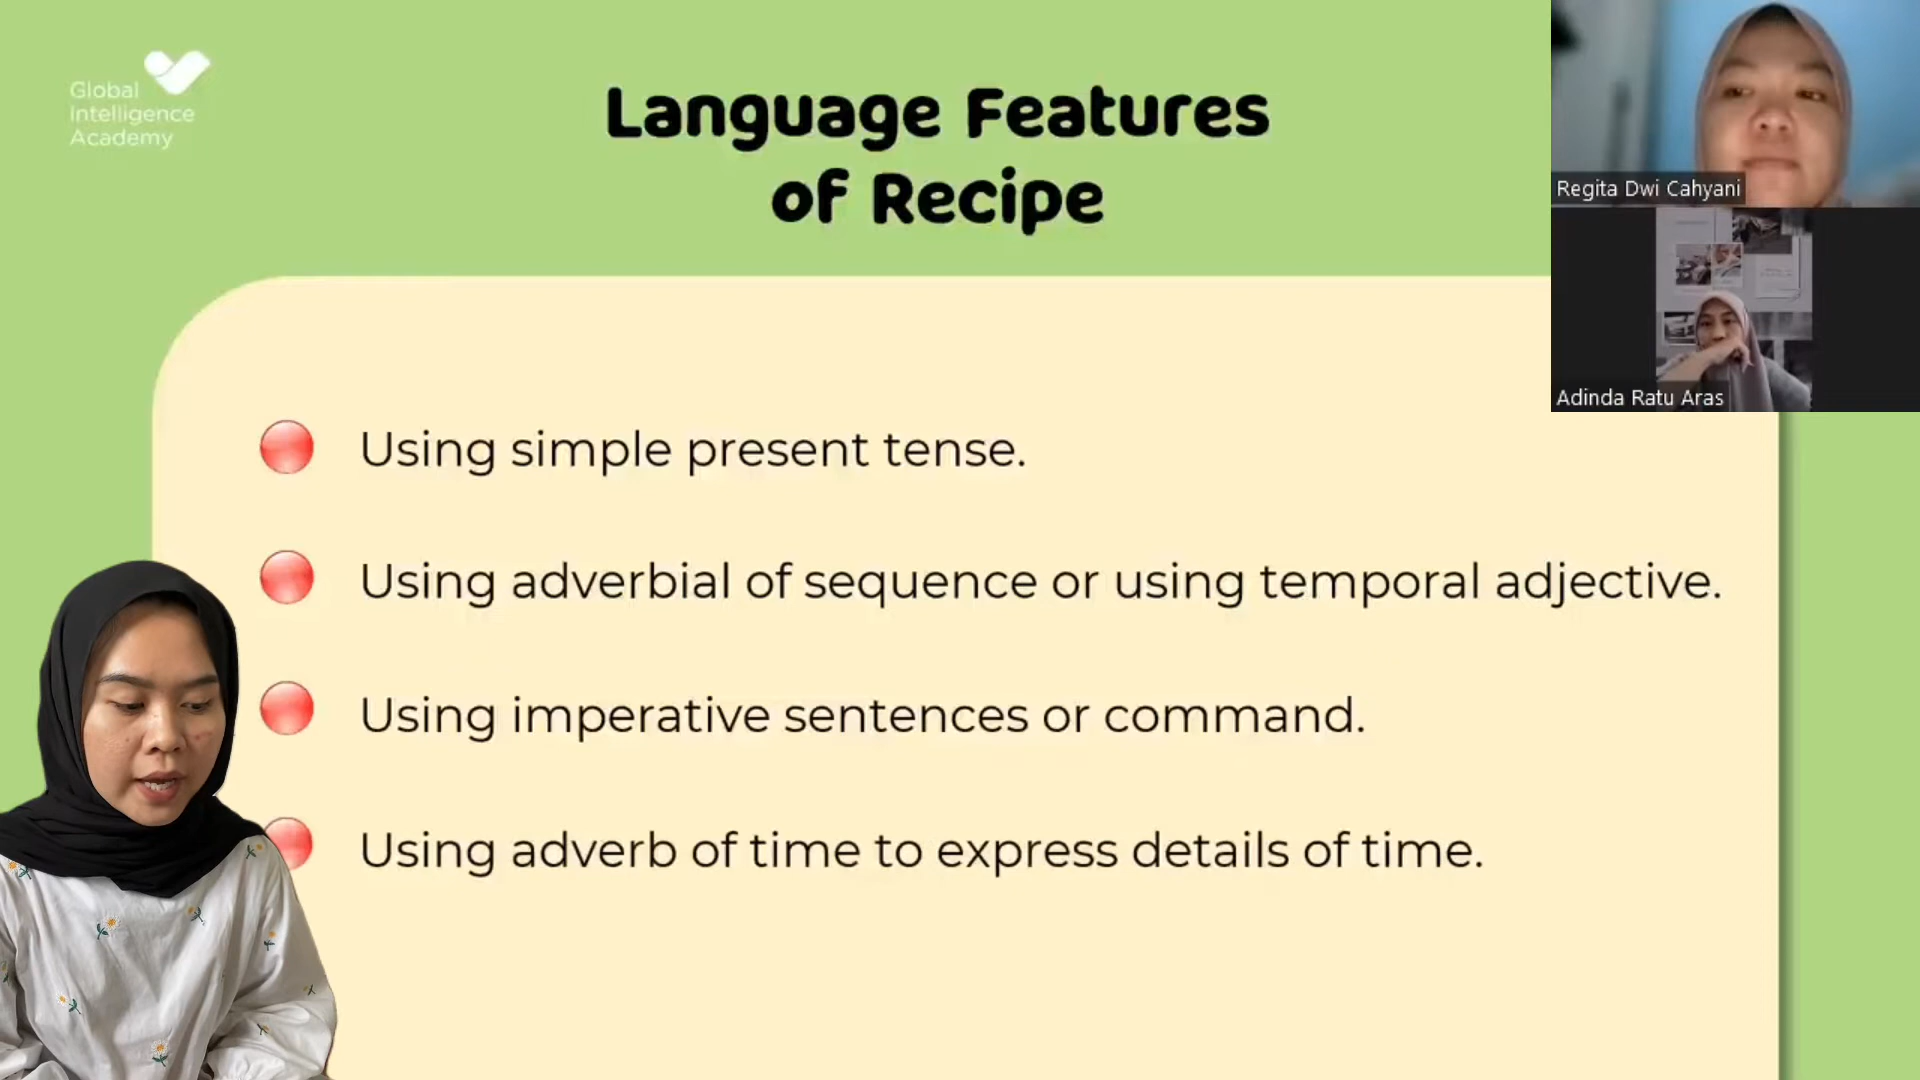 Global
Intelligence
Academy
Language Features
of Recipe
Regita Dwi Cahyani
Adinda Ratu Aras
Using simple present tense.
Using adverbial of sequence or using temporal adjective.
Using imperative sentences or command.
Using adverb of time to express details of time.